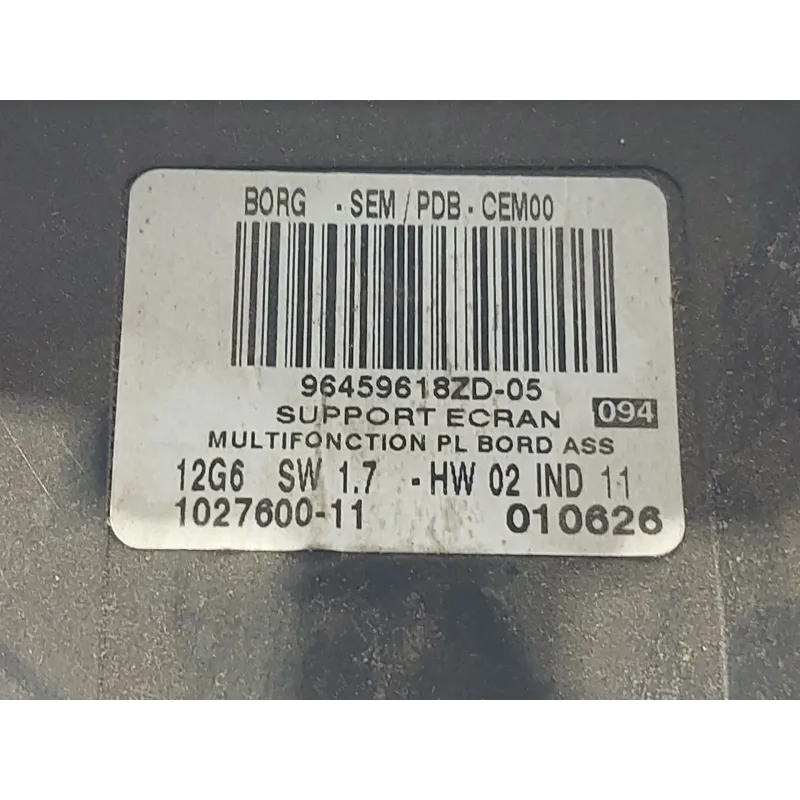 BORG - SEM / PDB - CEM00
96459618ZD-05
SUPPORT ECRAN 094
MULTIFONCTION PL BORD ASS
12G6 SW 1.7 - HW 02 IND 11
1027600-11 010626